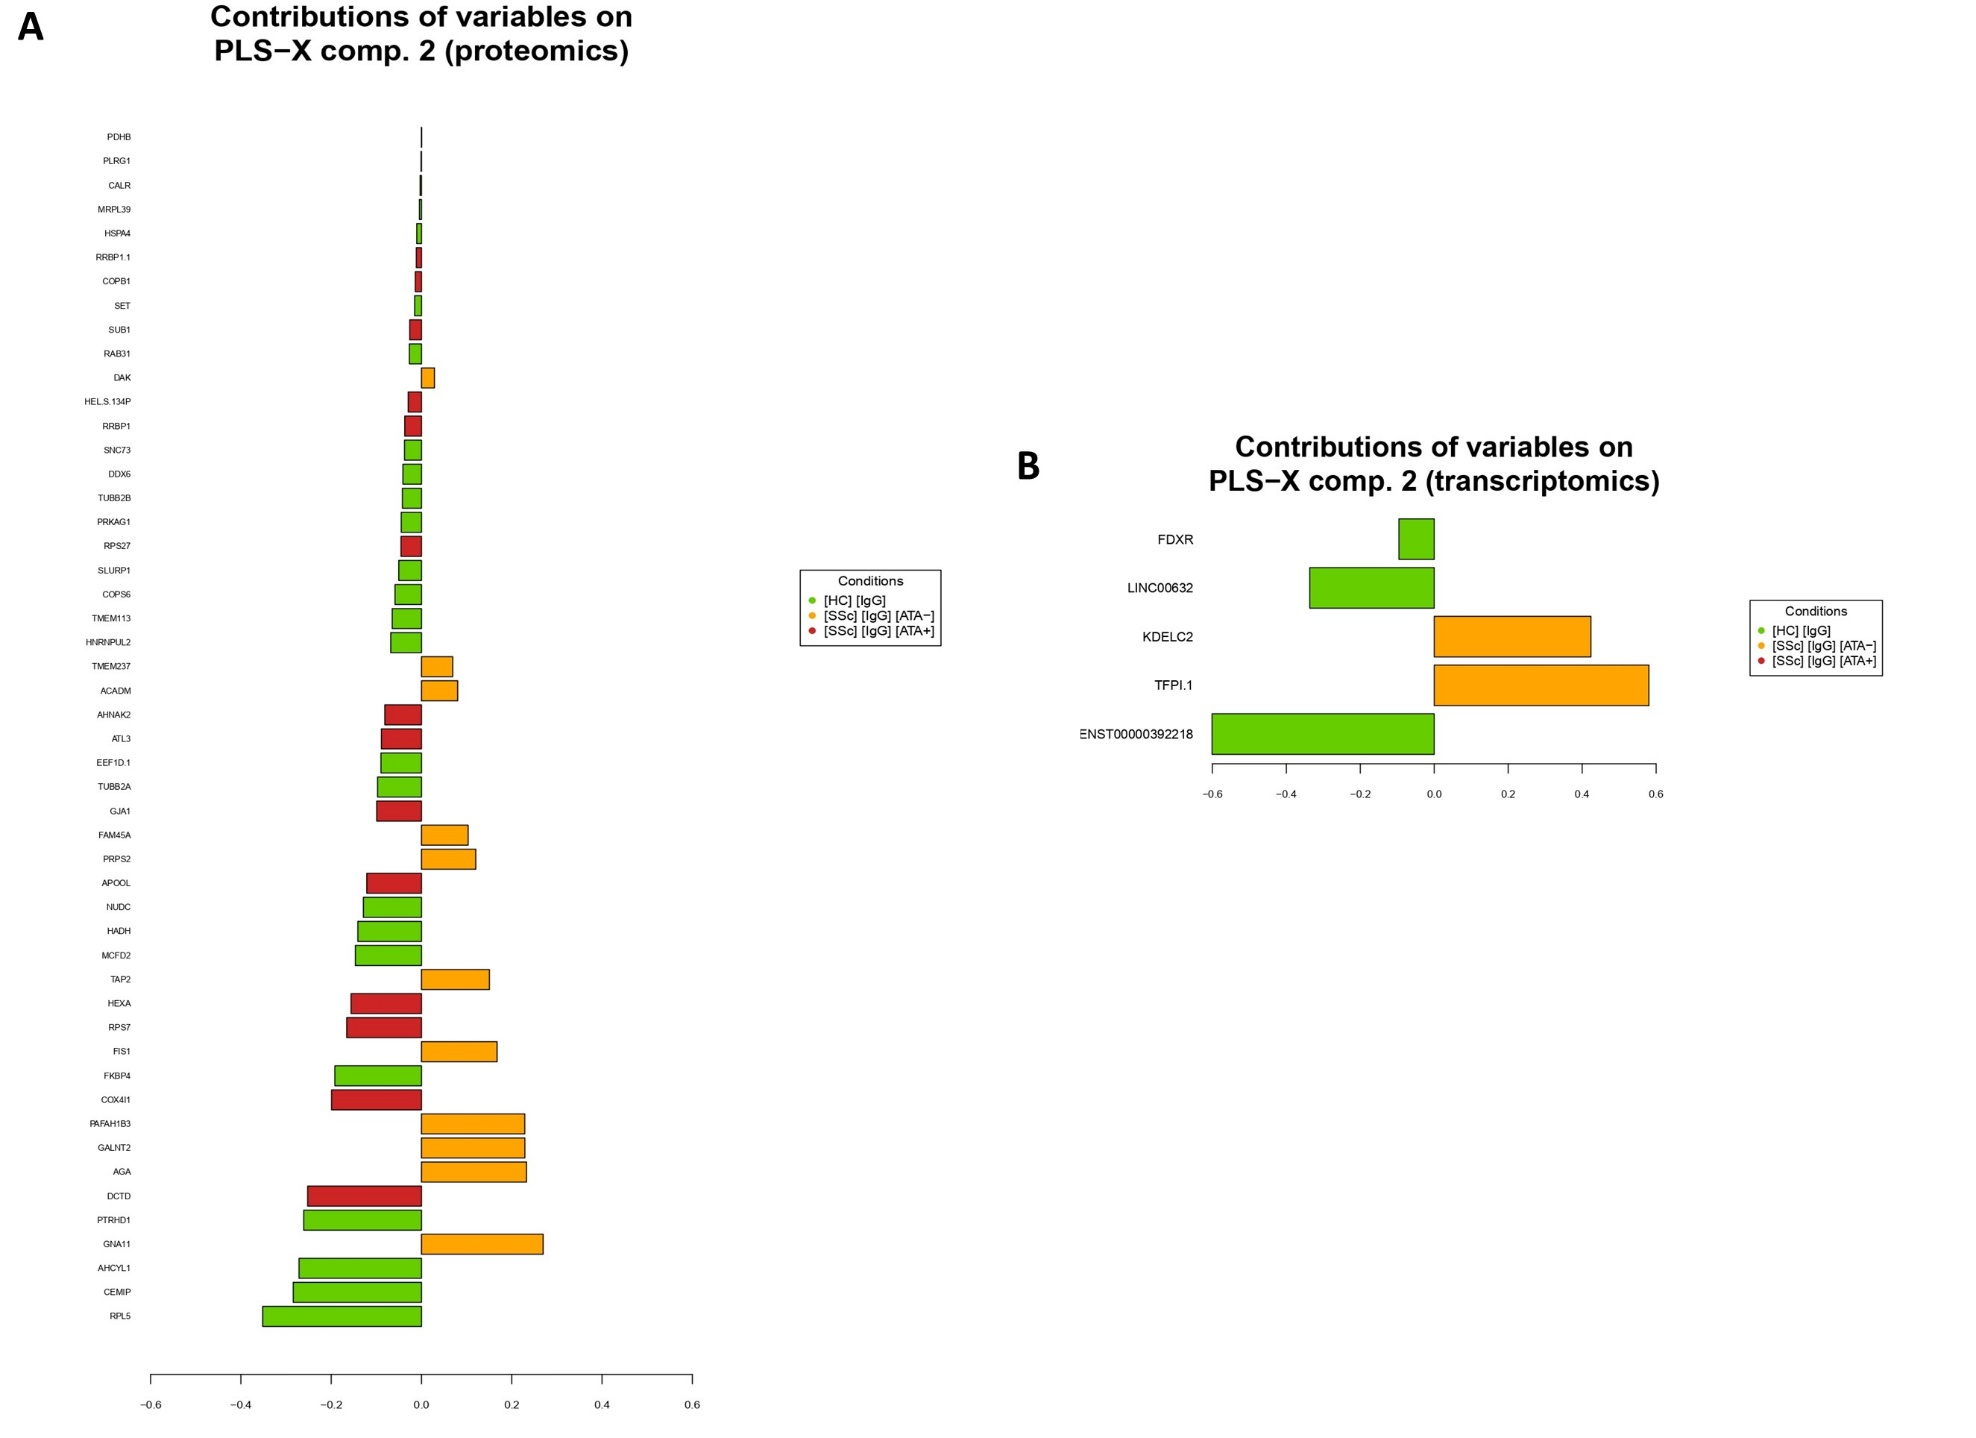 A
Contributions of variables on
PLS−X comp. 2 (proteomics)
PDHB
PLRG1
CALR
MRPL39
HSPA4
RRBP1.1
COPB1
SET
SUB1
RAB31
DAK
HEL.S.134P
RRBP1
SNC73
DDX6
TUBB2B
PRKAG1
RPS27
SLURP1
COPS6
TMEM113
HNRNPUL2
TMEM237
ACADM
AHNAK2
ATL3
EEF1D.1
TUBB2A
GJA1
FAM45A
PRPS2
APOOL
NUDC
HADH
MCFD2
TAP2
HEXA
RPS7
FIS1
FKBP4
COX4I1
PAFAH1B3
GALNT2
AGA
DCTD
PTRHD1
GNA11
AHCYL1
CEMIP
RPL5
−0.6 −0.4 −0.2 0.0 0.2 0.4 0.6
Conditions
[HC] [IgG]
[SSc] [IgG] [ATA−]
[SSc] [IgG] [ATA+]
B
Contributions of variables on
PLS−X comp. 2 (transcriptomics)
FDXR
LINC00632
KDELC2
TFPI.1
ENST00000392218
−0.6 −0.4 −0.2 0.0 0.2 0.4 0.6
Conditions
[HC] [IgG]
[SSc] [IgG] [ATA−]
[SSc] [IgG] [ATA+]